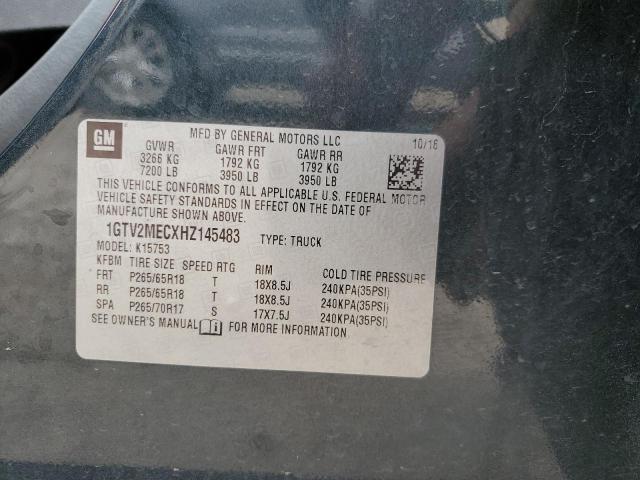 GM
MFD BY GENERAL MOTORS LLC
10/16
GVWR GAWR FRT GAWR RR
3266 KG 1792 KG 1792 KG
7200 LB 3950 LB 3950 LB
THIS VEHICLE CONFORMS TO ALL APPLICABLE U.S. FEDERAL MOTOR
VEHICLE SAFETY STANDARDS IN EFFECT ON THE DATE OF
MANUFACTURE SHOWN ABOVE.
1GTV2MECXHZ145483 TYPE: TRUCK
MODEL: K15753
KFBM TIRE SIZE SPEED RTG RIM COLD TIRE PRESSURE
FRT P265/65R18 T 18X8.5J 240KPA(35PSI)
RR P265/65R18 T 18X8.5J 240KPA(35PSI)
SPA P265/70R17 S 17X7.5J 240KPA(35PSI)
SEE OWNER'S MANUAL FOR MORE INFORMATION.